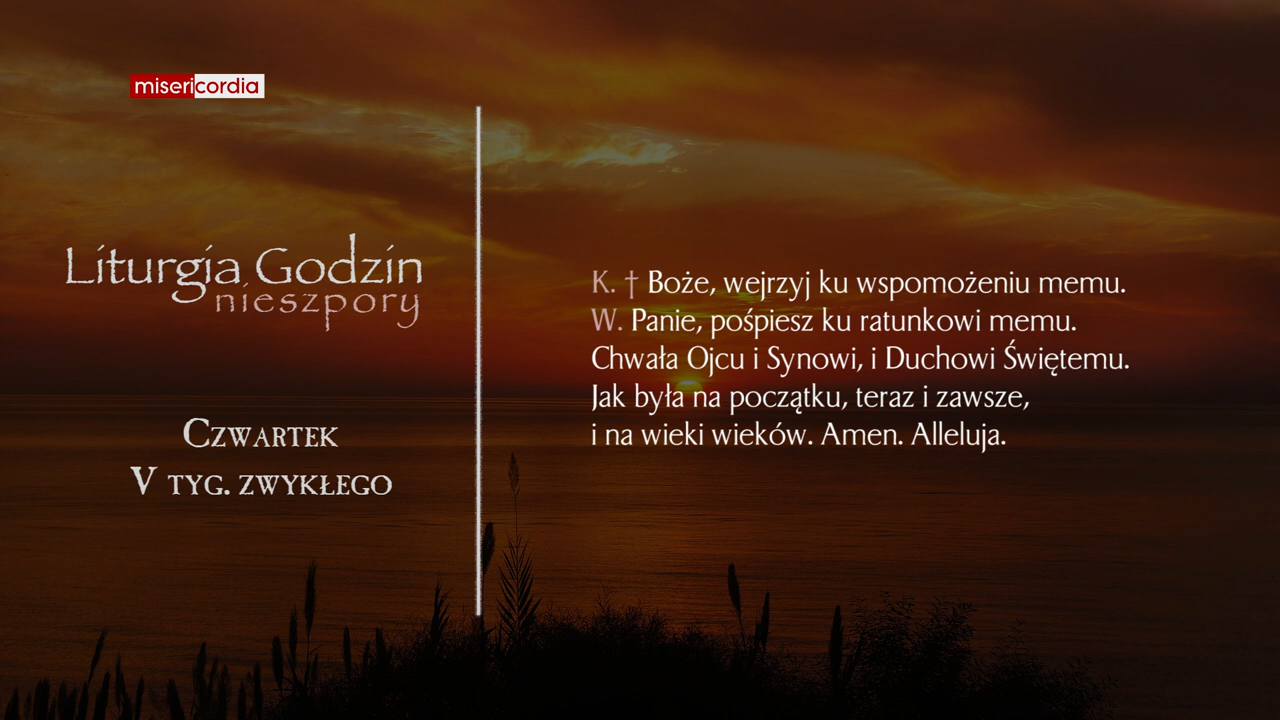 misericordia
Liturgia Godzin
nieszpory
Czwartek
V tyg. zwykłego
K. † Boże, wejrzyj ku wspomożeniu memu.
W. Panie, pośpiesz ku ratunkowi memu.
Chwała Ojcu i Synowi, i Duchowi Świętemu.
Jak była na początku, teraz i zawsze,
i na wieki wieków. Amen. Alleluja.